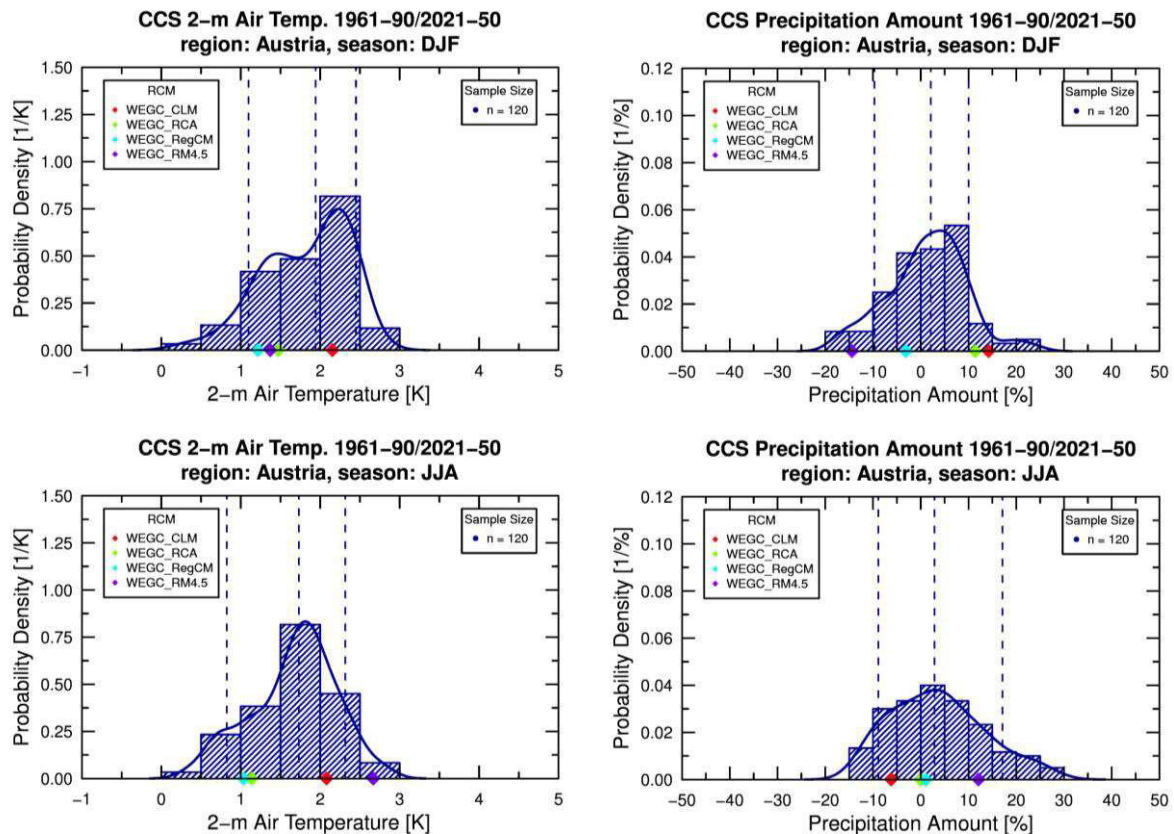 CCS 2-m Air Temp. 1961-90/2021-50
region: Austria, season: DJF
Probability Density [1/K]
1.50
1.25
1.00
0.75
0.50
0.25
0.00
RCM
WEGC_CLM
WEGC_RCA
WEGC_RegCM
WEGC_RM4.5
Sample Size
n = 120
-1 0 1 2 3 4 5
2-m Air Temperature [K]
CCS Precipitation Amount 1961-90/2021-50
region: Austria, season: DJF
Probability Density [1/%]
0.12
0.10
0.08
0.06
0.04
0.02
0.00
RCM
WEGC_CLM
WEGC_RCA
WEGC_RegCM
WEGC_RM4.5
Sample Size
n = 120
-50 -40 -30 -20 -10 0 10 20 30 40 50
Precipitation Amount [%]
CCS 2-m Air Temp. 1961-90/2021-50
region: Austria, season: JJA
Probability Density [1/K]
1.50
1.25
1.00
0.75
0.50
0.25
0.00
RCM
WEGC_CLM
WEGC_RCA
WEGC_RegCM
WEGC_RM4.5
Sample Size
n = 120
-1 0 1 2 3 4 5
2-m Air Temperature [K]
CCS Precipitation Amount 1961-90/2021-50
region: Austria, season: JJA
Probability Density [1/%]
0.12
0.10
0.08
0.06
0.04
0.02
0.00
RCM
WEGC_CLM
WEGC_RCA
WEGC_RegCM
WEGC_RM4.5
Sample Size
n = 120
-50 -40 -30 -20 -10 0 10 20 30 40 50
Precipitation Amount [%]